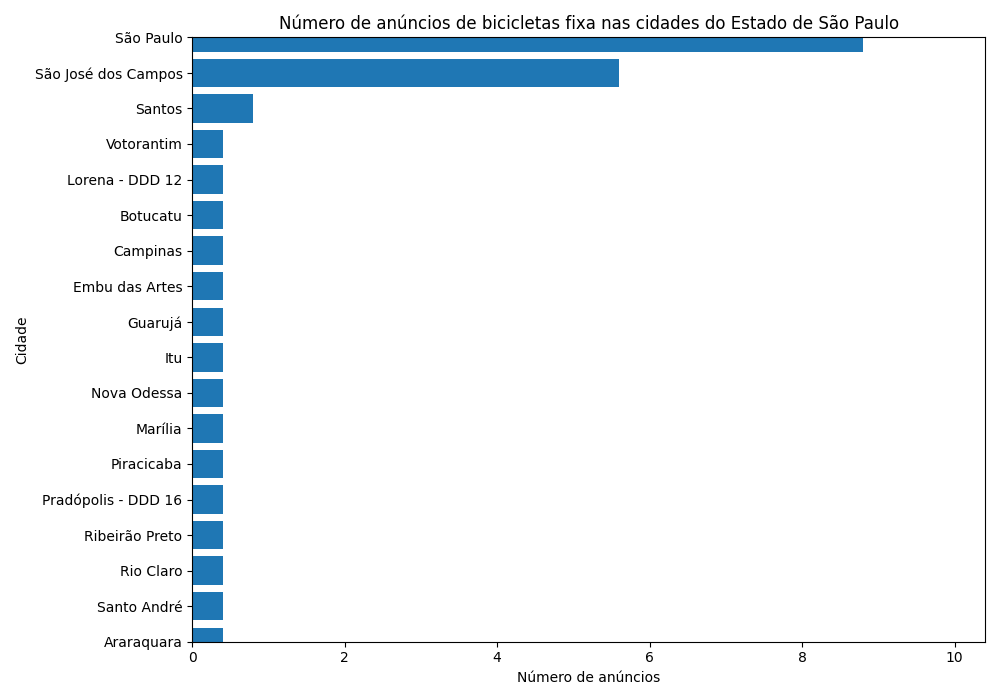 Número de anúncios de bicicletas fixa nas cidades do Estado de São Paulo
São Paulo
São José dos Campos
Santos
Votorantim
Lorena - DDD 12
Botucatu
Campinas
Embu das Artes
Guarujá
Itu
Nova Odessa
Marília
Piracicaba
Pradópolis - DDD 16
Ribeirão Preto
Rio Claro
Santo André
Araraquara
Cidade
0 2 4 6 8 10
Número de anúncios